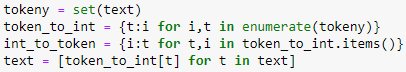 tokeny = set(text)
token_to_int = {t:i for i,t in enumerate(tokeny)}
int_to_token = {i:t for t,i in token_to_int.items()}
text = [token_to_int[t] for t in text]